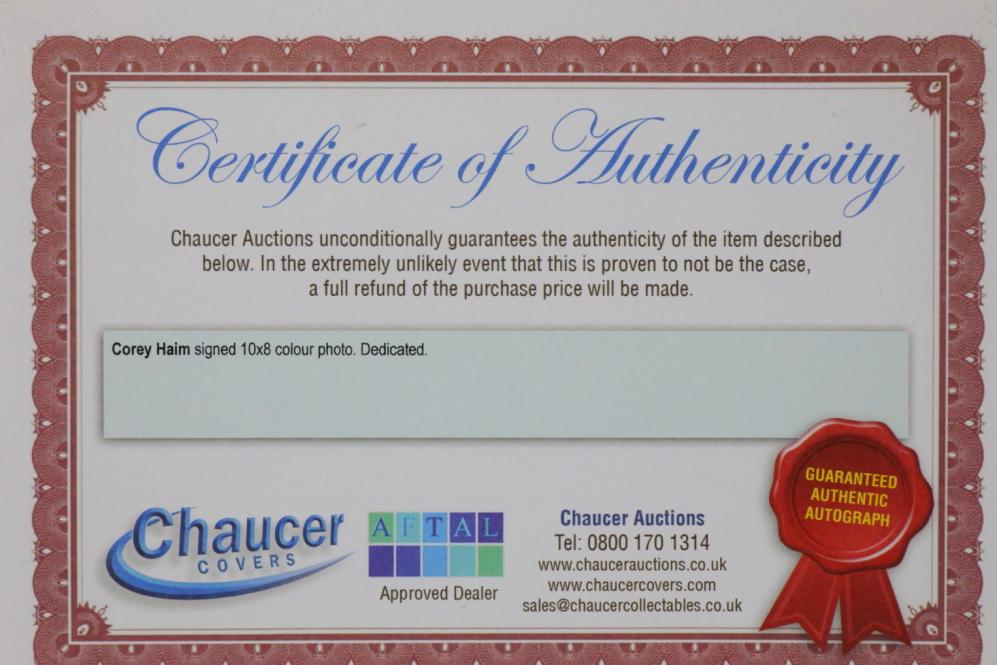 Certificate of Authenticity
Chaucer Auctions unconditionally guarantees the authenticity of the item described
below. In the extremely unlikely event that this is proven to not be the case,
a full refund of the purchase price will be made.
Corey Haim signed 10x8 colour photo. Dedicated.
GUARANTEED
AUTHENTIC
AUTOGRAPH
Chaucer
COVERS
AFTAL
Approved Dealer
Chaucer Auctions
Tel: 0800 170 1314
www.chaucerauctions.co.uk
www.chaucercovers.com
sales@chaucercollectables.co.uk